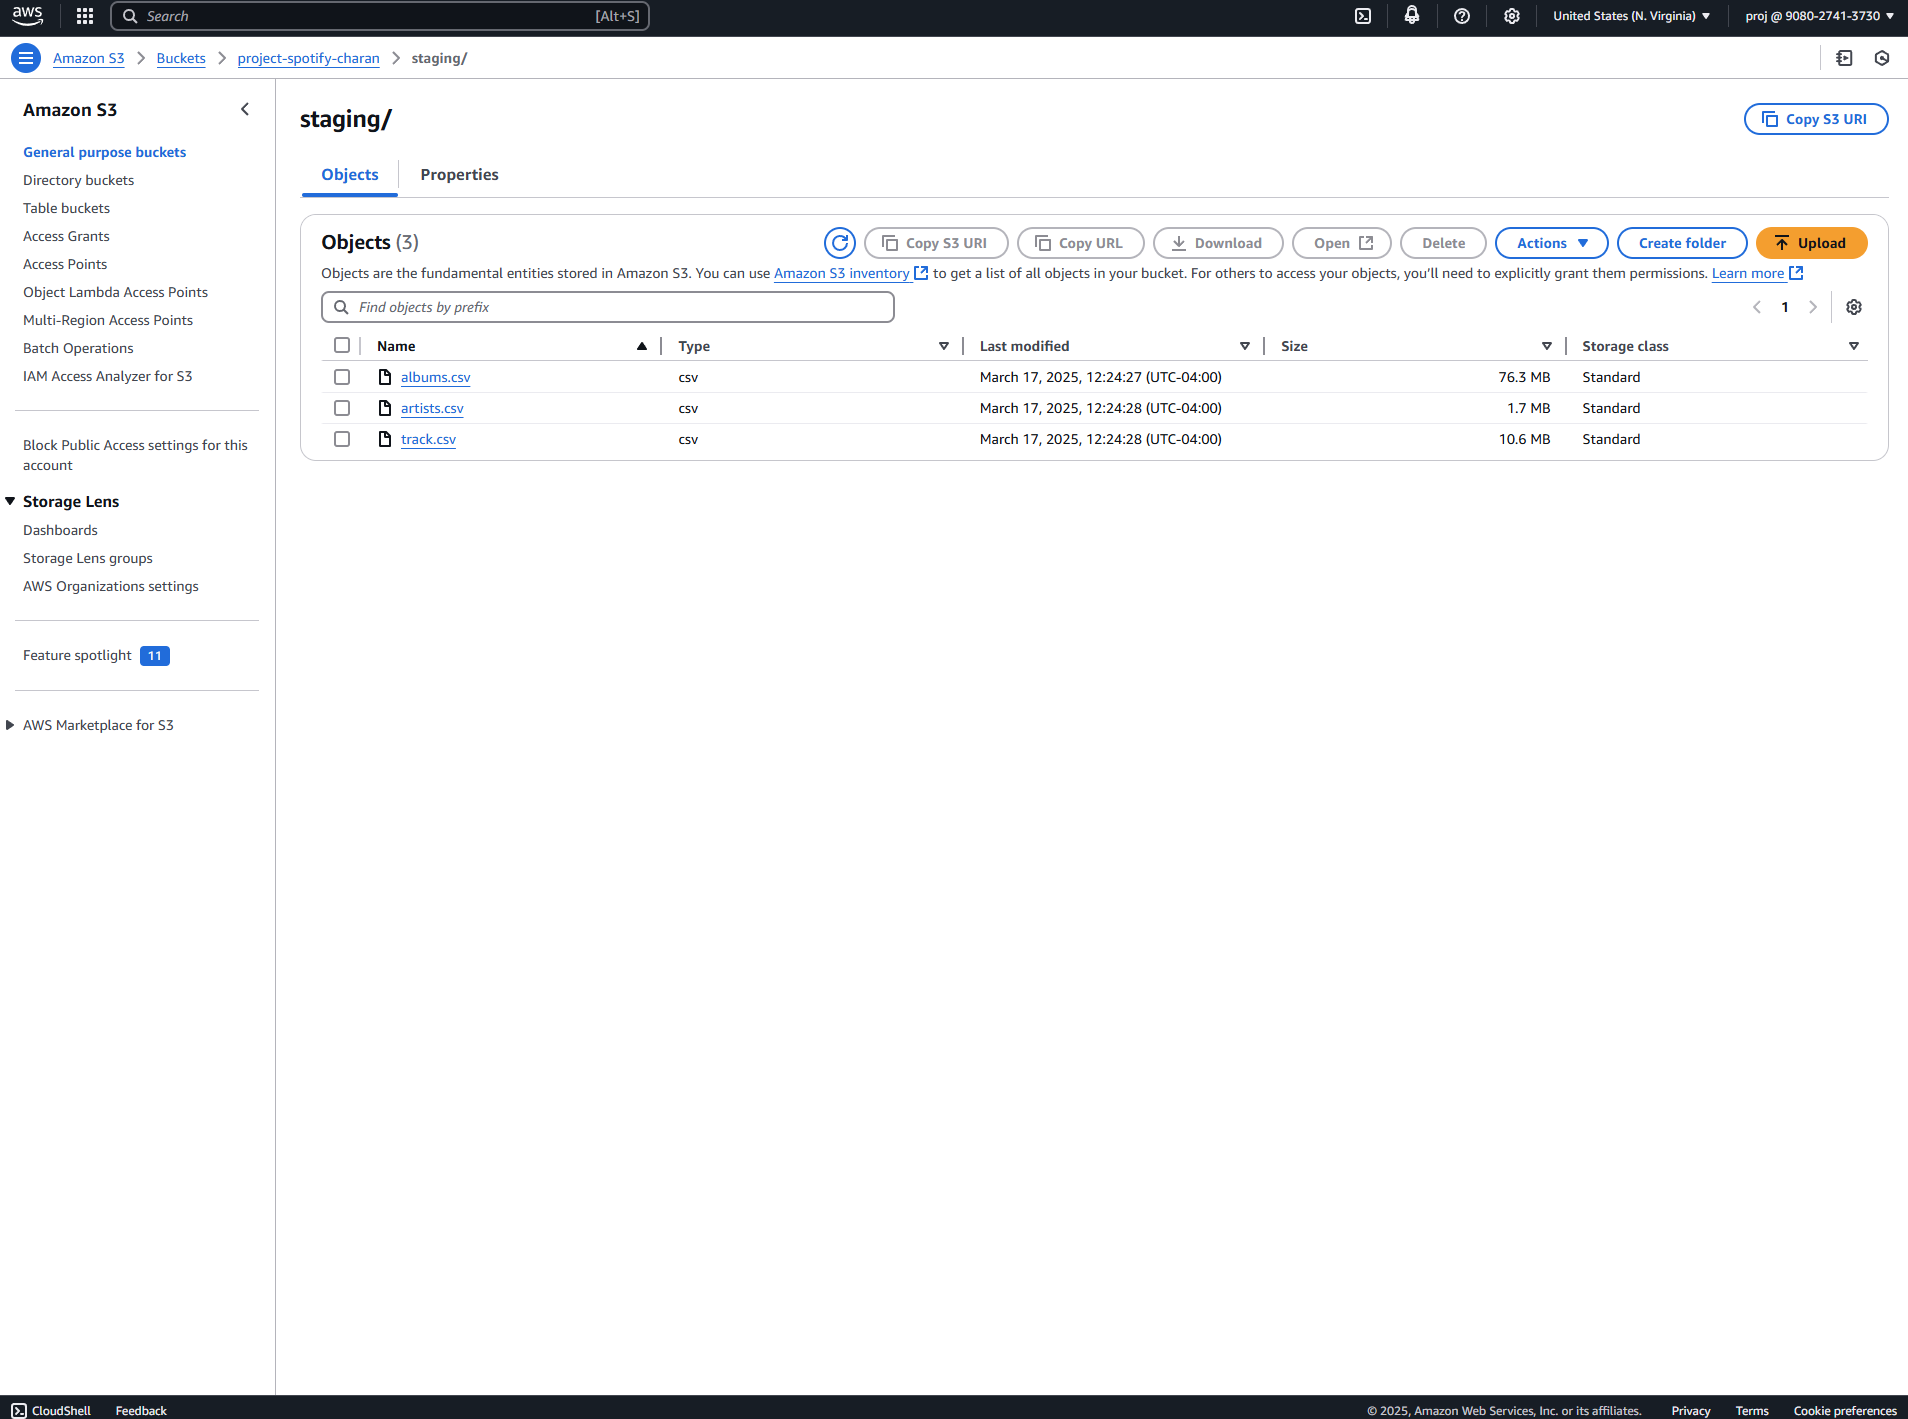 aws
Search [Alt+S]
United States (N. Virginia)
proj @ 9080-2741-3730
Amazon S3 > Buckets > project-spotify-charan > staging/
Amazon S3
General purpose buckets
Directory buckets
Table buckets
Access Grants
Access Points
Object Lambda Access Points
Multi-Region Access Points
Batch Operations
IAM Access Analyzer for S3
Block Public Access settings for this
account
Storage Lens
Dashboards
Storage Lens groups
AWS Organizations settings
Feature spotlight 11
AWS Marketplace for S3
staging/
Copy S3 URI
Objects
Properties
Objects (3)
Copy S3 URI
Copy URL
Download
Open
Delete
Actions
Create folder
Upload
Objects are the fundamental entities stored in Amazon S3. You can use Amazon S3 inventory to get a list of all objects in your bucket. For others to access your objects, you'll need to explicitly grant them permissions. Learn more
Find objects by prefix
1
Name Type Last modified Size Storage class
albums.csv csv March 17, 2025, 12:24:27 (UTC-04:00) 76.3 MB Standard
artists.csv csv March 17, 2025, 12:24:28 (UTC-04:00) 1.7 MB Standard
track.csv csv March 17, 2025, 12:24:28 (UTC-04:00) 10.6 MB Standard
CloudShell Feedback © 2025, Amazon Web Services, Inc. or its affiliates. Privacy Terms Cookie preferences